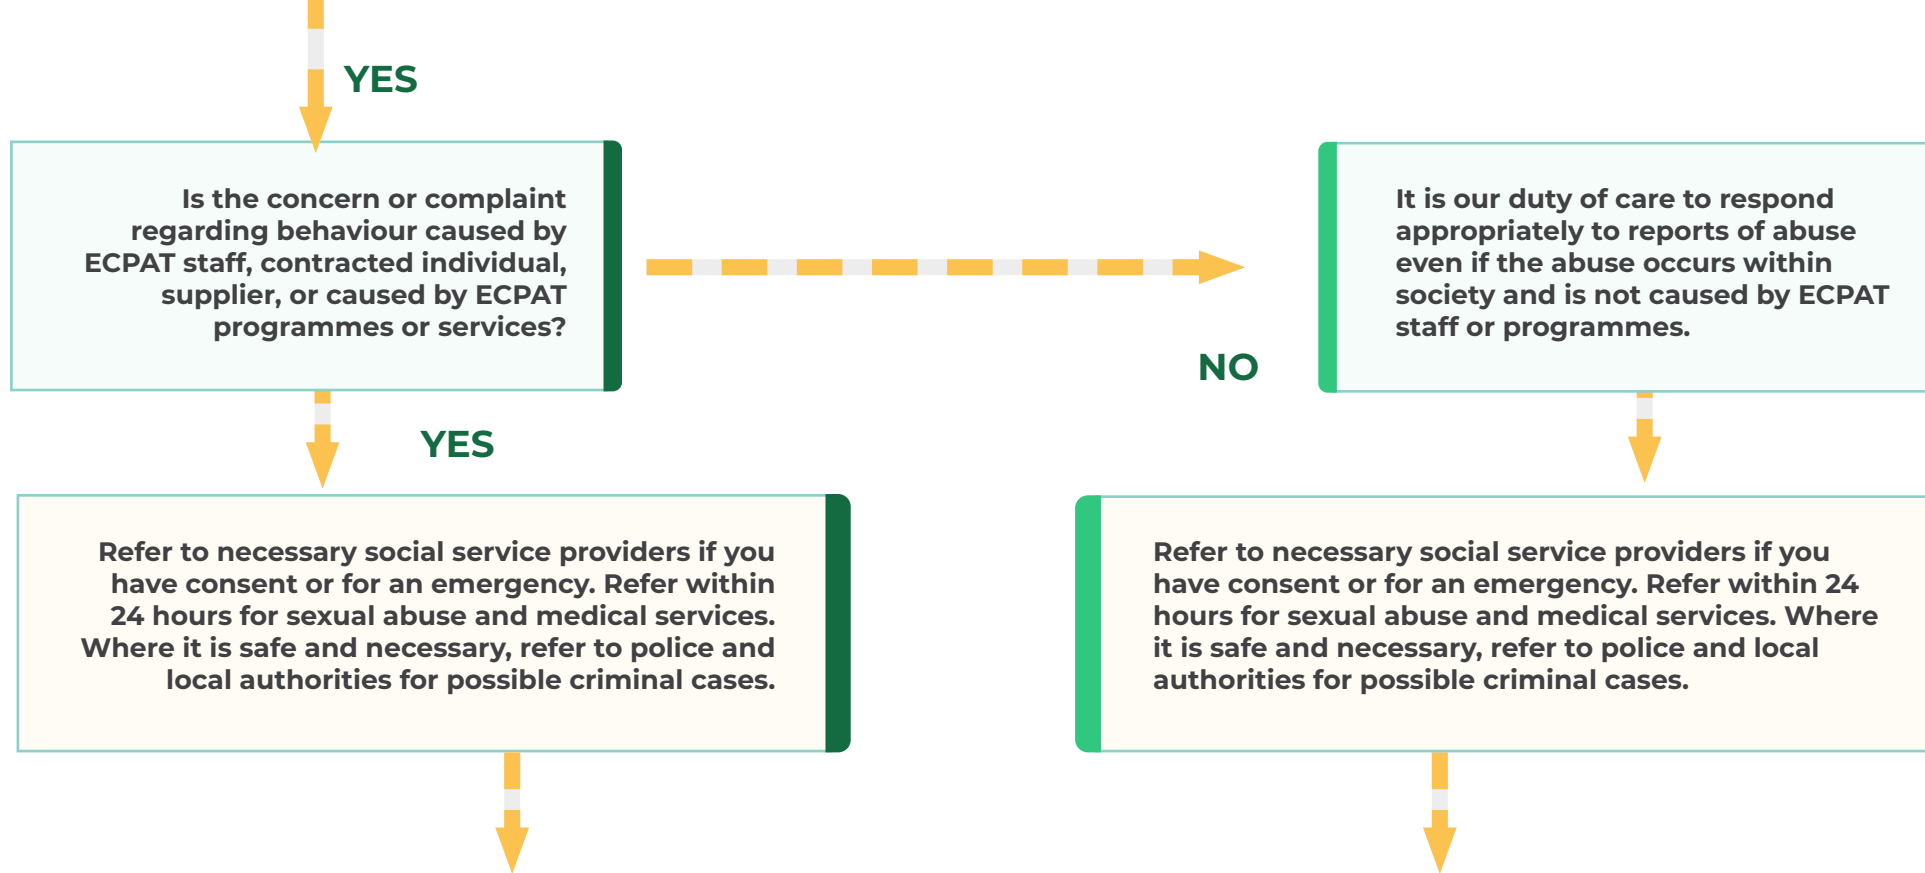 YES
Is the concern or complaint
regarding behaviour caused by
ECPAT staff, contracted individual,
supplier, or caused by ECPAT
programmes or services?
NO
It is our duty of care to respond
appropriately to reports of abuse
even if the abuse occurs within
society and is not caused by ECPAT
staff or programmes.
YES
Refer to necessary social service providers if you
have consent or for an emergency. Refer within
24 hours for sexual abuse and medical services.
Where it is safe and necessary, refer to police and
local authorities for possible criminal cases.
Refer to necessary social service providers if you
have consent or for an emergency. Refer within 24
hours for sexual abuse and medical services. Where
it is safe and necessary, refer to police and local
authorities for possible criminal cases.